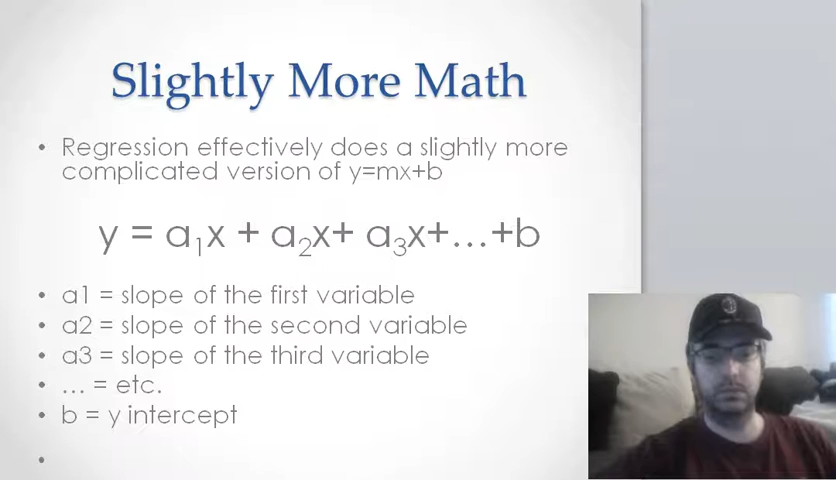 Slightly More Math
• Regression effectively does a slightly more
complicated version of y=mx+b
y = a₁x + a₂x+ a₃x+...+b
• a1 = slope of the first variable
• a2 = slope of the second variable
• a3 = slope of the third variable
• ... = etc.
• b = y intercept
•